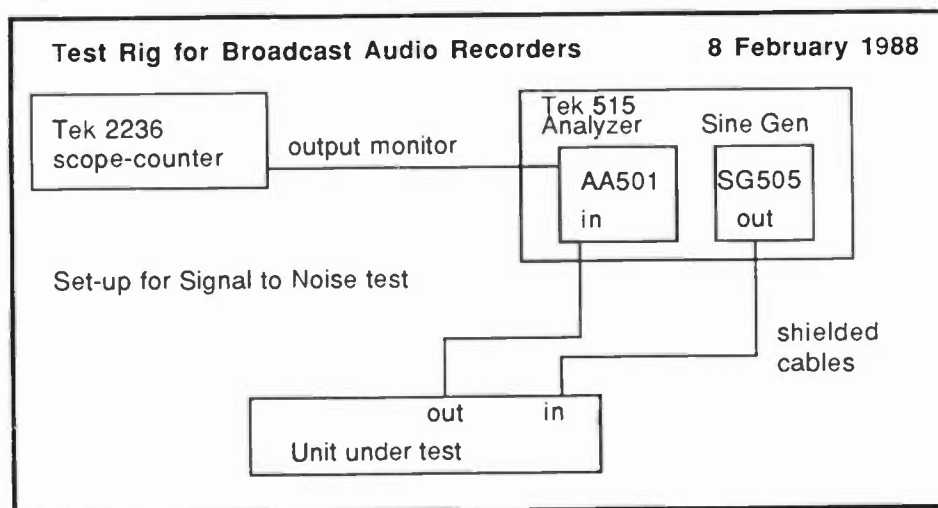 Test Rig for Broadcast Audio Recorders 8 February 1988
Tek 2236
scope-counter
output monitor
Tek 515
Analyzer
Sine Gen
AA501
in
SG505
out
Set-up for Signal to Noise test
shielded
cables
out in
Unit under test